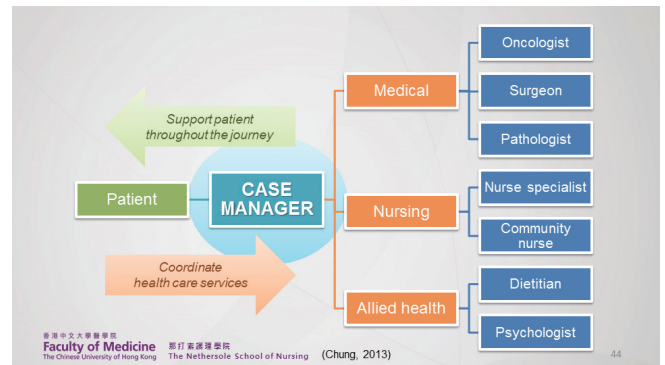 Oncologist
Medical
Surgeon
Support patient
throughout the journey
Pathologist
Patient
CASE
MANAGER
Nurse specialist
Nursing
Community
nurse
Coordinate
health care services
Dietitian
Allied health
Psychologist
香港中文大學醫學院
Faculty of Medicine
The Chinese University of Hong Kong
那打素護理學院
The Nethersole School of Nursing
(Chung, 2013)
44